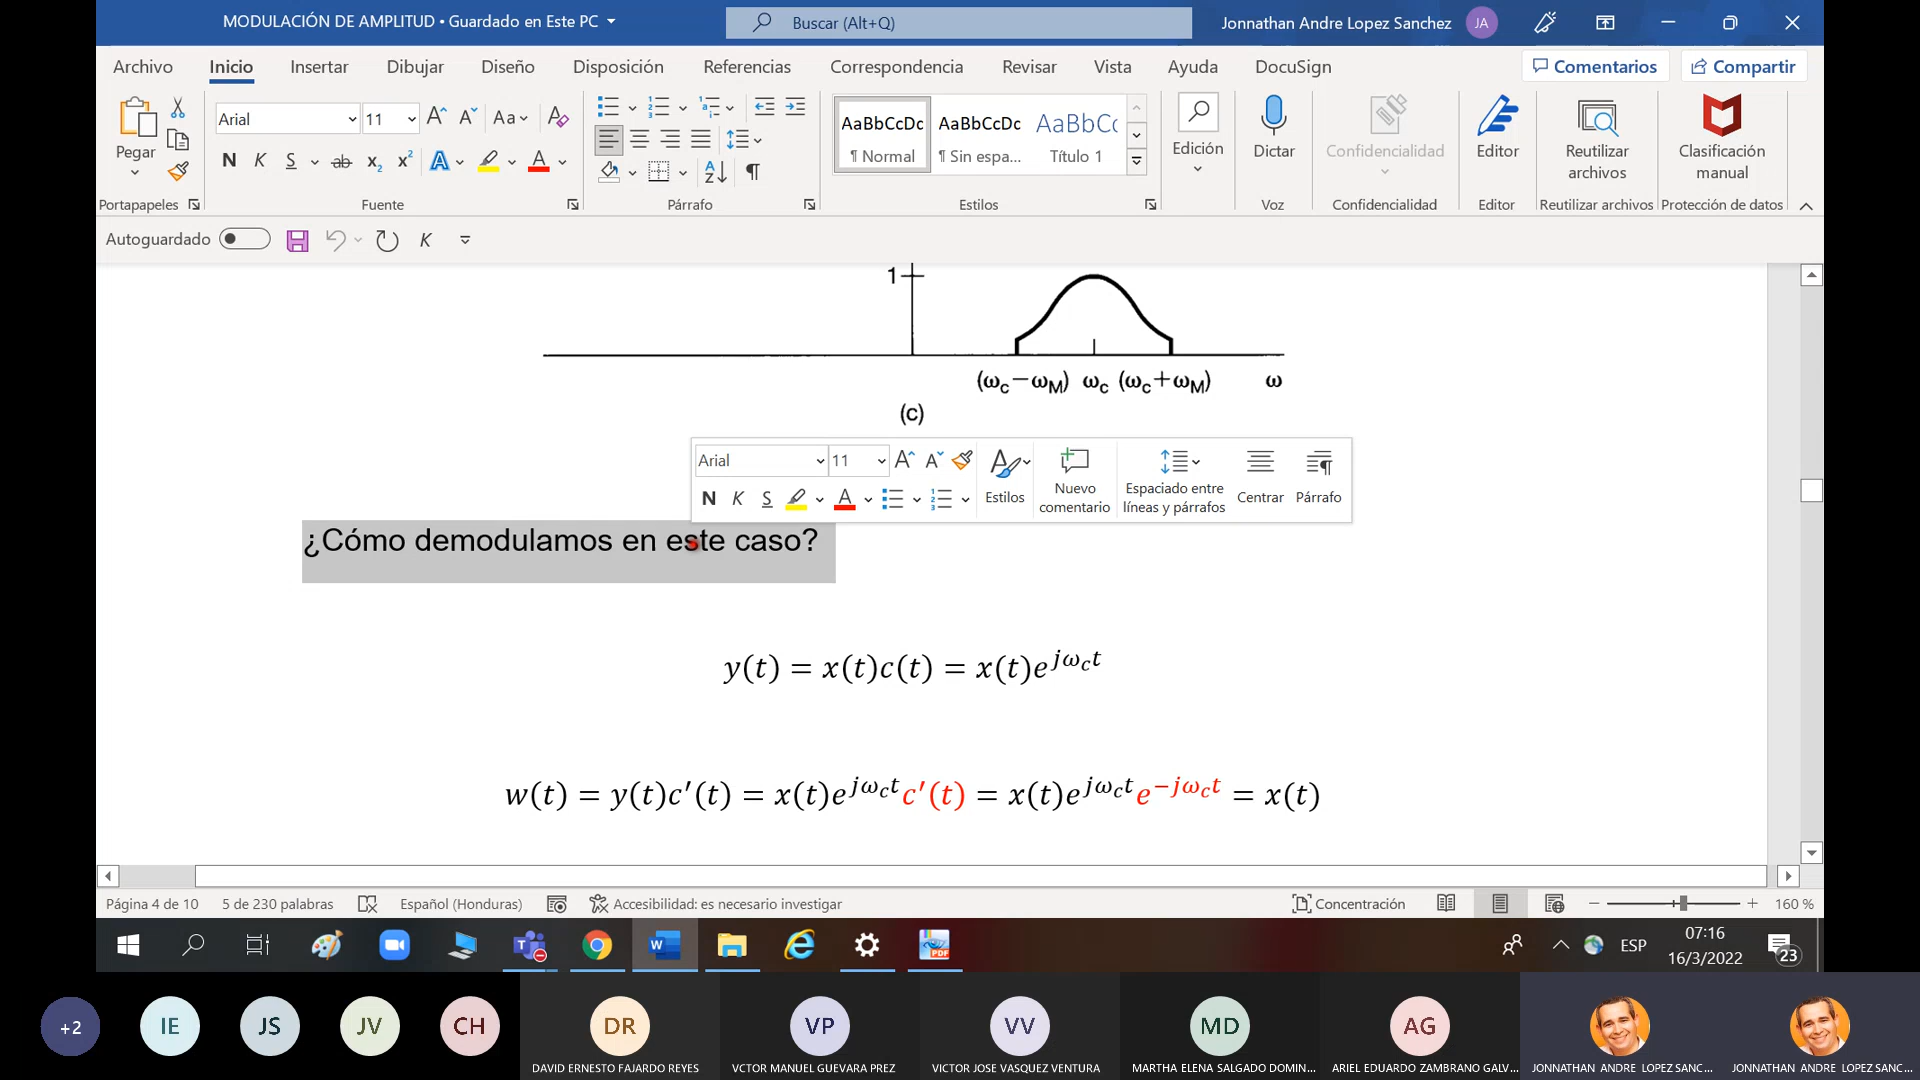 MODULACIÓN DE AMPLITUD • Guardado en Este PC
Buscar (Alt+Q)
Jonnathan Andre Lopez Sanchez
JA
Archivo Inicio Insertar Dibujar Diseño Disposición Referencias Correspondencia Revisar Vista Ayuda DocuSign
Comentarios Compartir
Pegar
Arial 11
N K S ab x₂ x² A A
AaBbCcDc AaBbCcDc AaBbCc
¶ Normal ¶ Sin espa... Título 1
Edición
Dictar
Confidencialidad
Editor
Reutilizar archivos
Clasificación manual
Portapapeles Fuente Párrafo Estilos Voz Confidencialidad Editor Reutilizar archivos Protección de datos
Autoguardado K
1
(ωc−ωM) ωc (ωc+ωM) ω
(c)
Arial 11
N K S A
Estilos
Nuevo comentario
Espaciado entre líneas y párrafos
Centrar
Párrafo
¿Cómo demodulamos en este caso?
y(t) = x(t)c(t) = x(t)e^{jω_c t}
w(t) = y(t)c′(t) = x(t)e^{jω_c t}c′(t) = x(t)e^{jω_c t}e^{−jω_c t} = x(t)
Página 4 de 10 5 de 230 palabras Español (Honduras) Accesibilidad: es necesario investigar Concentración 160 %
ESP
07:16
16/3/2022
23
+2 IE JS JV CH DR VP VV MD AG
DAVID ERNESTO FAJARDO REYES
VCTOR MANUEL GUEVARA PREZ
VICTOR JOSE VASQUEZ VENTURA
MARTHA ELENA SALGADO DOMIN...
ARIEL EDUARDO ZAMBRANO GALV...
JONNATHAN ANDRE LOPEZ SANC...
JONNATHAN ANDRE LOPEZ SANC...